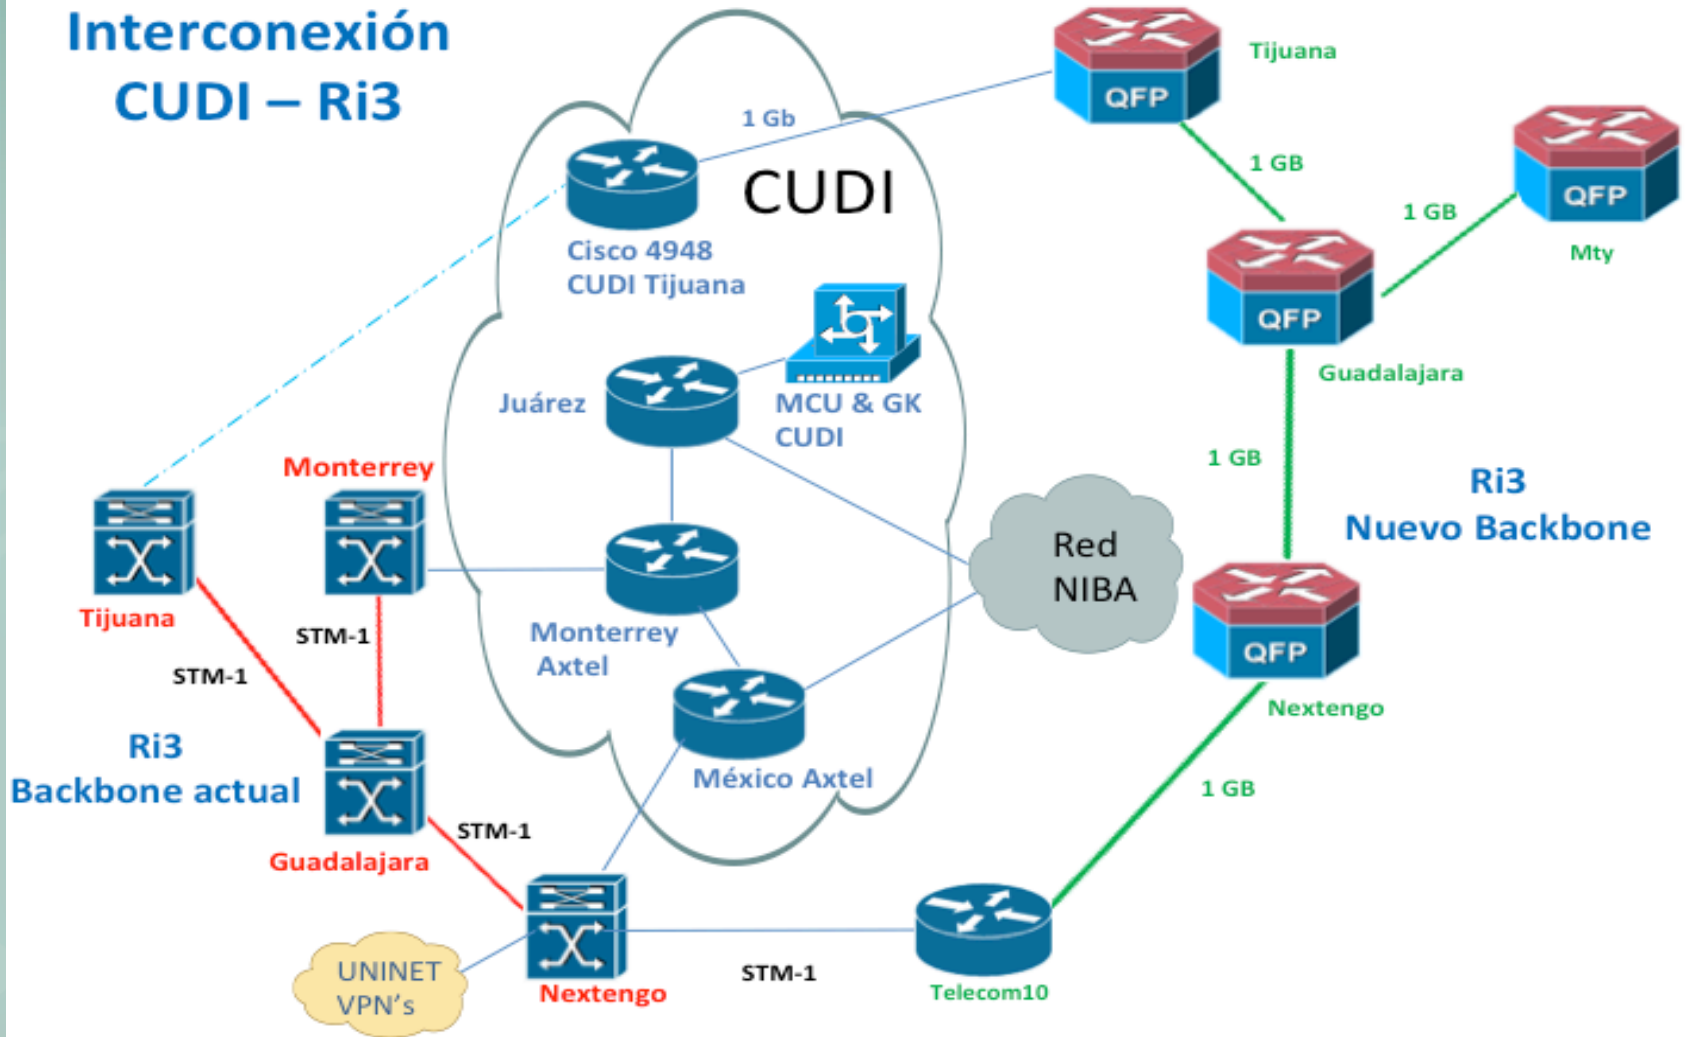 Interconexión
CUDI – Ri3
QFP
Tijuana
1 Gb
1 GB
QFP
Mty
1 GB
CUDI
Cisco 4948
CUDI Tijuana
QFP
Guadalajara
Juárez
MCU & GK
CUDI
Monterrey
1 GB
Ri3
Nuevo Backbone
Red
NIBA
Tijuana
STM-1
STM-1
Monterrey
Axtel
QFP
Nextengo
Ri3
Backbone actual
México Axtel
1 GB
STM-1
Guadalajara
UNINET
VPN's
Nextengo
STM-1
Telecom10